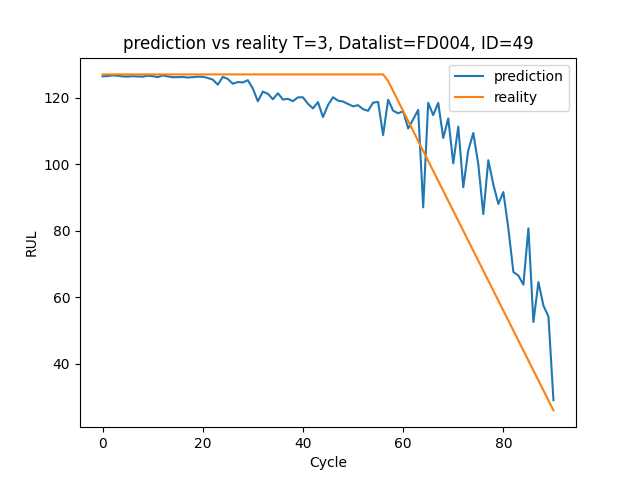 prediction vs reality T=3, Datalist=FD004, ID=49
prediction
reality
RUL
120
100
80
60
40
0 20 40 60 80
Cycle